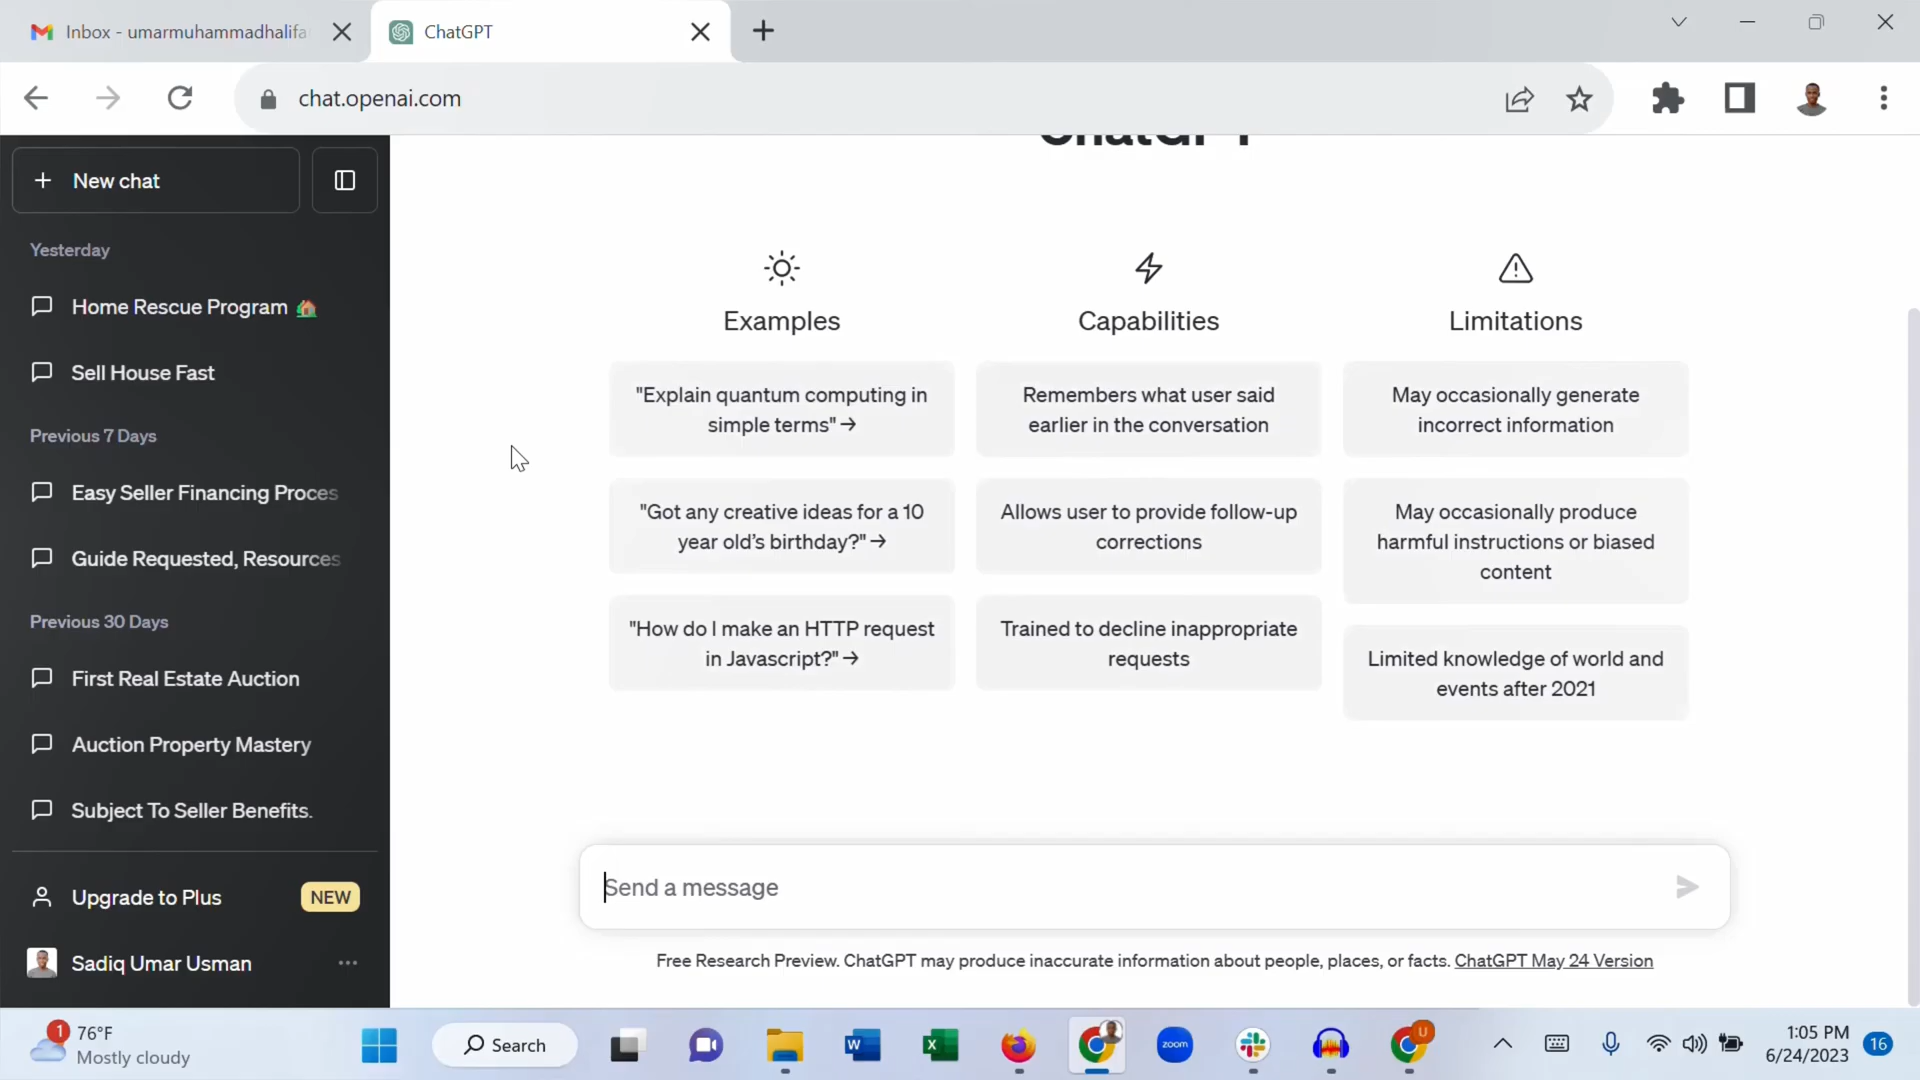 Inbox - umarmuhammadhalifa
ChatGPT
chat.openai.com
ChatGPT
New chat
Yesterday
Home Rescue Program
Sell House Fast
Previous 7 Days
Easy Seller Financing Proces
Guide Requested, Resources
Previous 30 Days
First Real Estate Auction
Auction Property Mastery
Subject To Seller Benefits.
Upgrade to Plus
NEW
Sadiq Umar Usman
Examples
"Explain quantum computing in
simple terms" →
"Got any creative ideas for a 10
year old's birthday?" →
"How do I make an HTTP request
in Javascript?" →
Capabilities
Remembers what user said
earlier in the conversation
Allows user to provide follow-up
corrections
Trained to decline inappropriate
requests
Limitations
May occasionally generate
incorrect information
May occasionally produce
harmful instructions or biased
content
Limited knowledge of world and
events after 2021
Send a message
Free Research Preview. ChatGPT may produce inaccurate information about people, places, or facts. ChatGPT May 24 Version
1
76°F
Mostly cloudy
Search
W
X
zoom
U
1:05 PM
6/24/2023
16